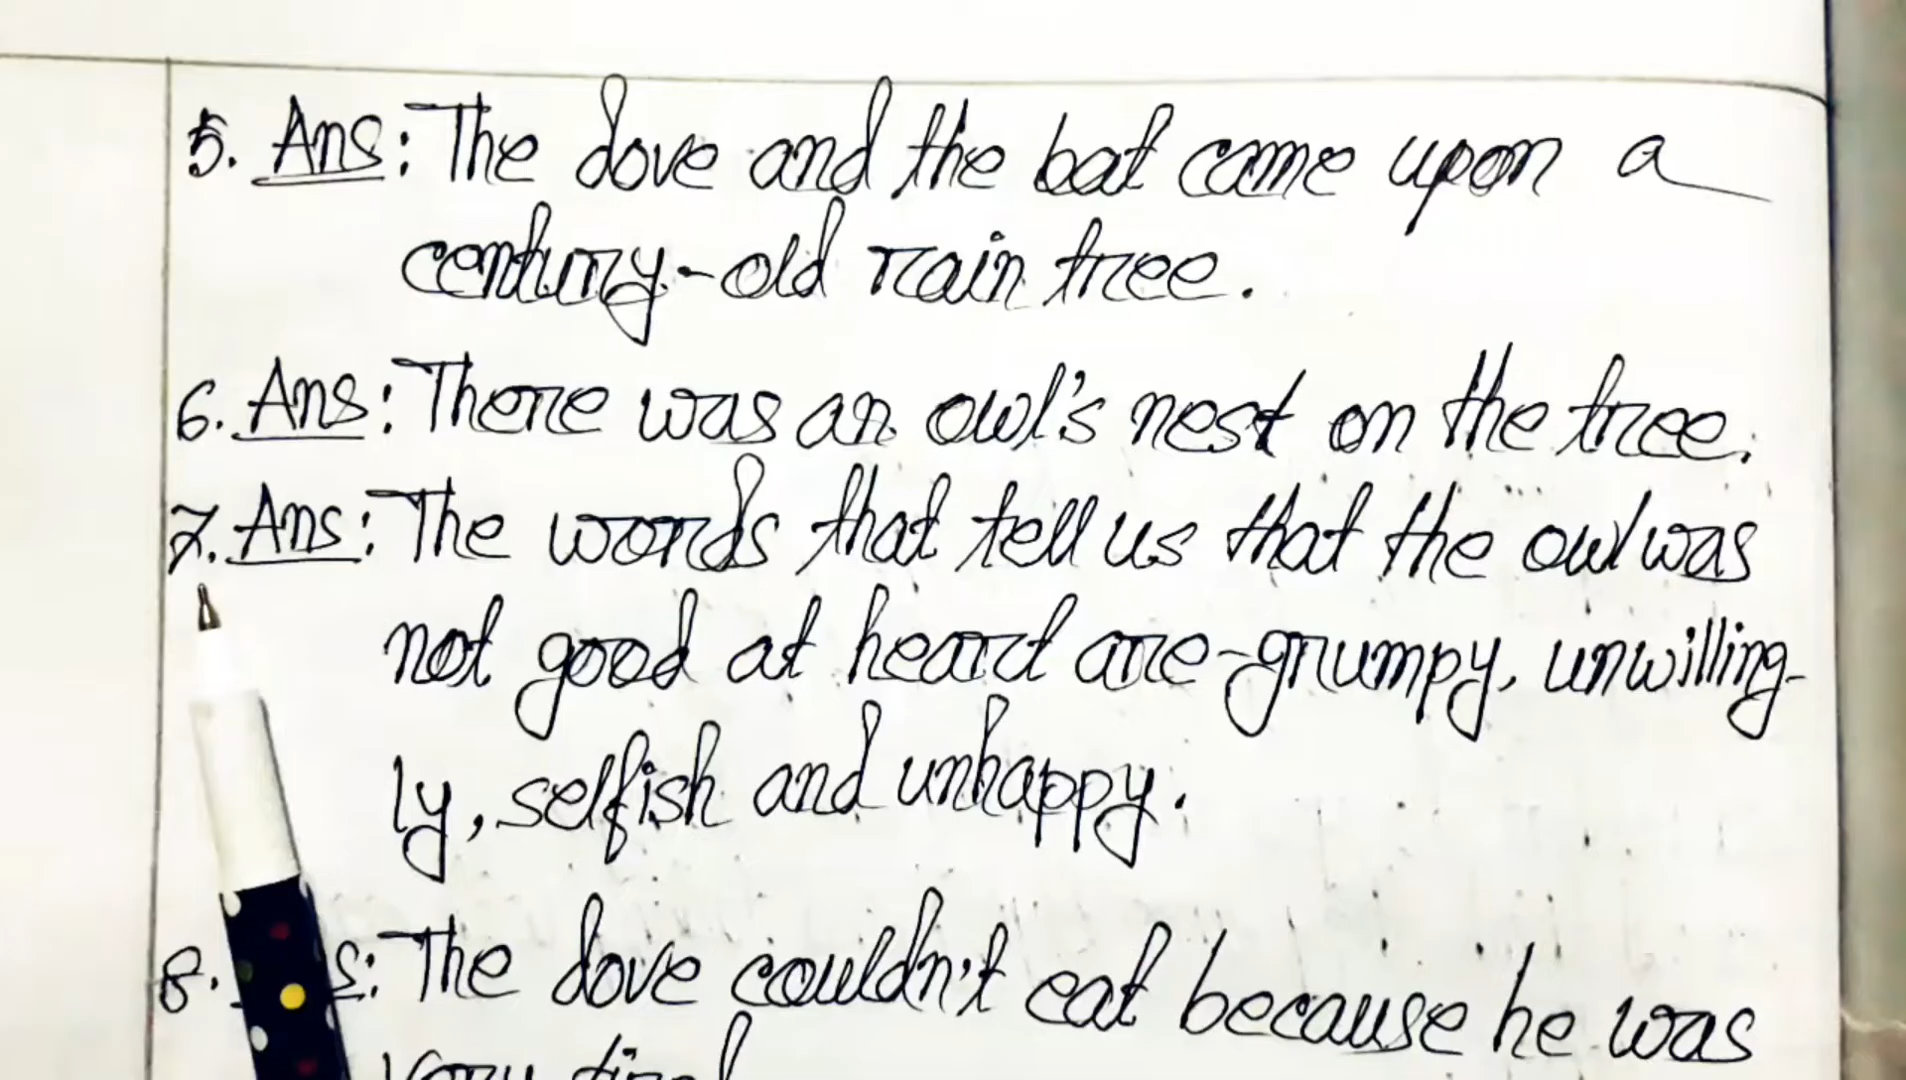 5. Ans: The dove and the bat came upon a
century-old rain tree.
6. Ans: There was an owl's nest on the tree.
7. Ans: The words that tell us that the owl was
not good at heart are-grumpy, unwilling-
ly, selfish and unhappy.
8. The dove couldn't eat because he was
very